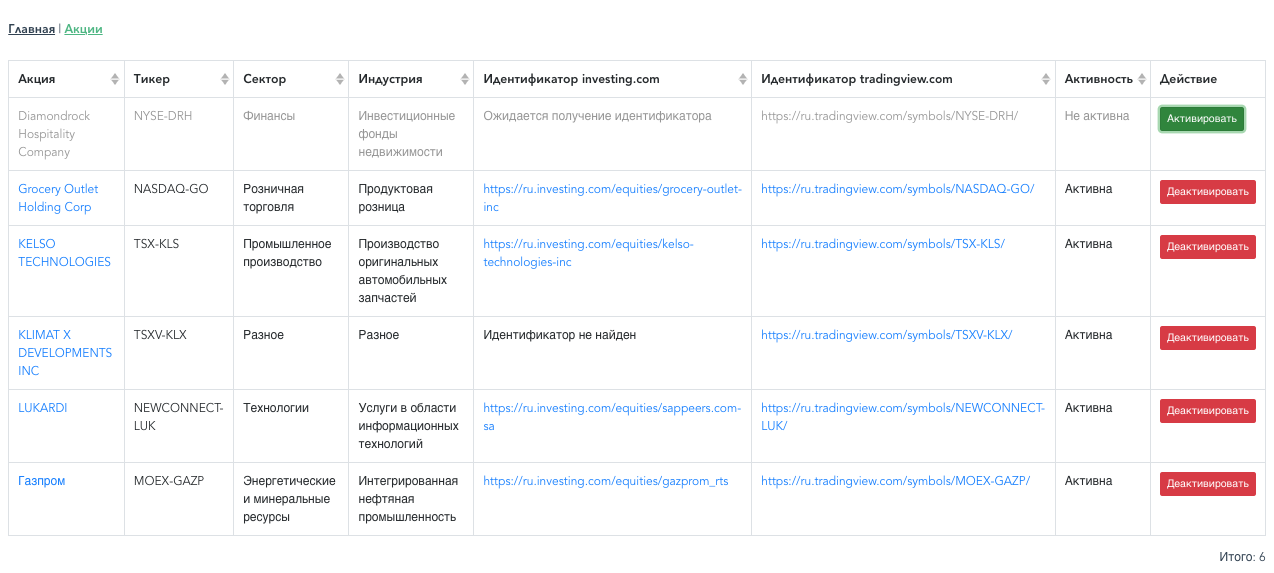 Главная | Акции
Акция Тикер Сектор Индустрия Идентификатор investing.com Идентификатор tradingview.com Активность Действие
Diamondrock Hospitality Company NYSE-DRH Финансы Инвестиционные фонды недвижимости Ожидается получение идентификатора https://ru.tradingview.com/symbols/NYSE-DRH/ Не активна Активировать
Grocery Outlet Holding Corp NASDAQ-GO Розничная торговля Продуктовая розница https://ru.investing.com/equities/grocery-outlet-inc https://ru.tradingview.com/symbols/NASDAQ-GO/ Активна Деактивировать
KELSO TECHNOLOGIES TSX-KLS Промышленное производство Производство оригинальных автомобильных запчастей https://ru.investing.com/equities/kelso-technologies-inc https://ru.tradingview.com/symbols/TSX-KLS/ Активна Деактивировать
KLIMAT X DEVELOPMENTS INC TSXV-KLX Разное Разное Идентификатор не найден https://ru.tradingview.com/symbols/TSXV-KLX/ Активна Деактивировать
LUKARDI NEWCONNECT-LUK Технологии Услуги в области информационных технологий https://ru.investing.com/equities/sappeers.com-sa https://ru.tradingview.com/symbols/NEWCONNECT-LUK/ Активна Деактивировать
Газпром MOEX-GAZP Энергетические и минеральные ресурсы Интегрированная нефтяная промышленность https://ru.investing.com/equities/gazprom_rts https://ru.tradingview.com/symbols/MOEX-GAZP/ Активна Деактивировать
Итого: 6